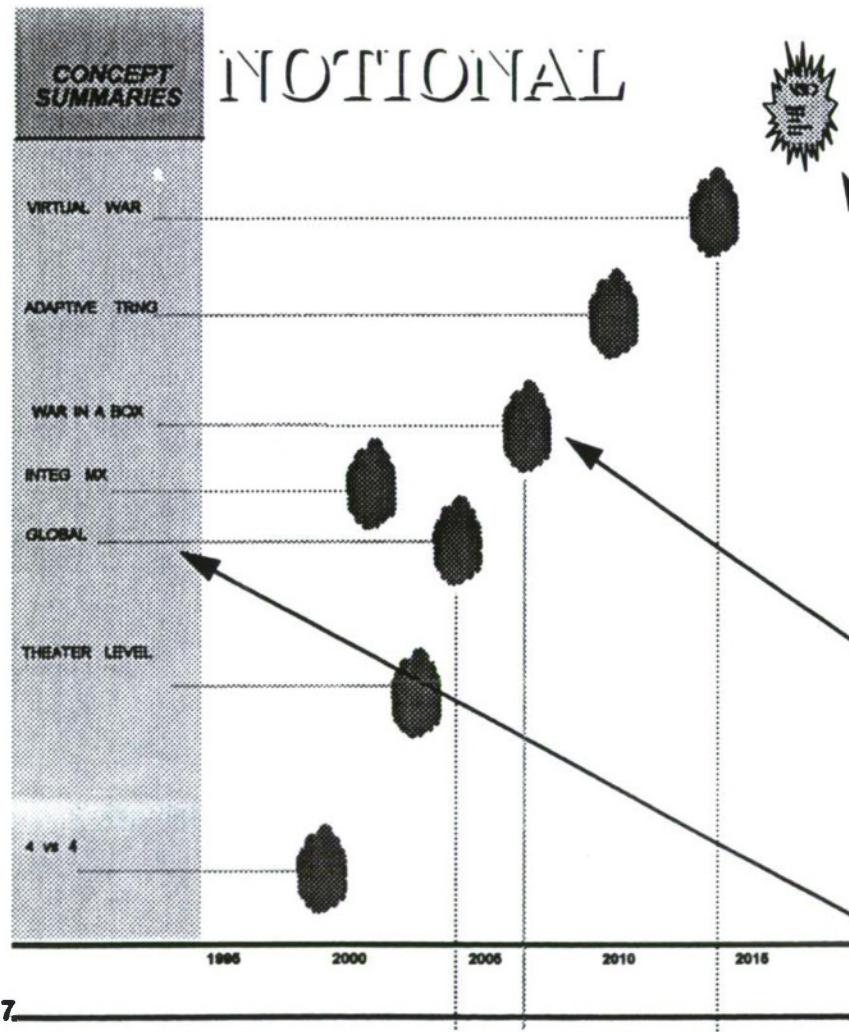 CONCEPT
SUMMARIES
NOTIONAL
VIRTUAL WAR
ADAPTIVE TRNG
WAR IN A BOX
INTEG MX
GLOBAL
THEATER LEVEL
4 vs 4
1995 2000 2005 2010 2015
7